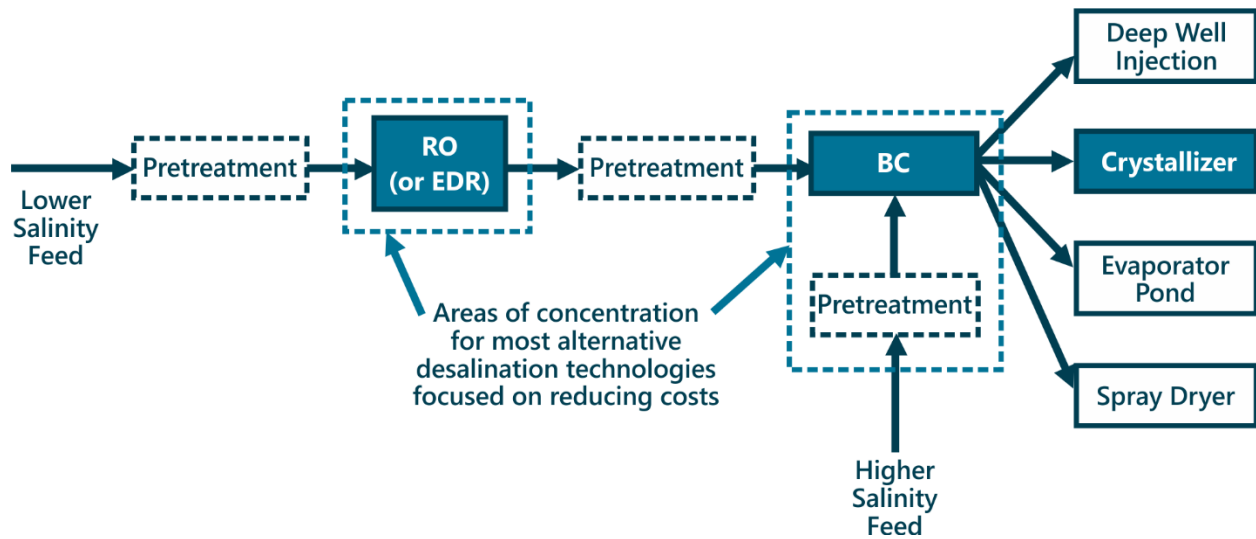 Lower
Salinity
Feed
Pretreatment
RO
(or EDR)
Pretreatment
BC
Pretreatment
Higher
Salinity
Feed
Areas of concentration
for most alternative
desalination technologies
focused on reducing costs
Deep Well
Injection
Crystallizer
Evaporator
Pond
Spray Dryer